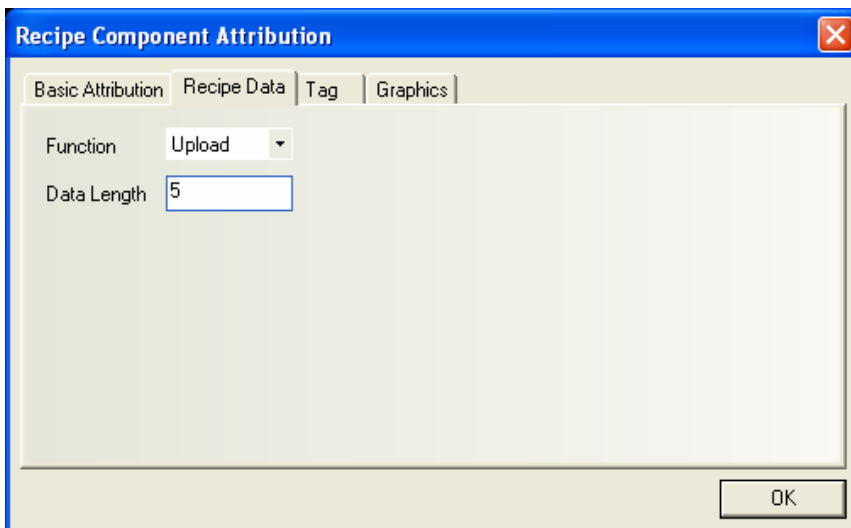 Recipe Component Attribution
Basic Attribution Recipe Data Tag Graphics
Function Upload
Data Length 5
OK